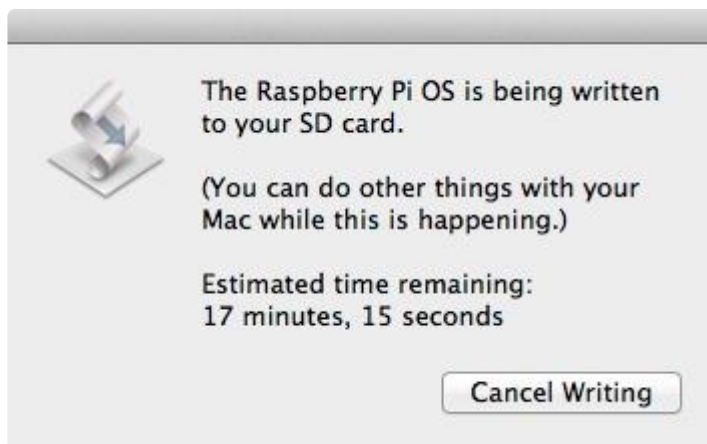 The Raspberry Pi OS is being written
to your SD card.
(You can do other things with your
Mac while this is happening.)
Estimated time remaining:
17 minutes, 15 seconds
Cancel Writing